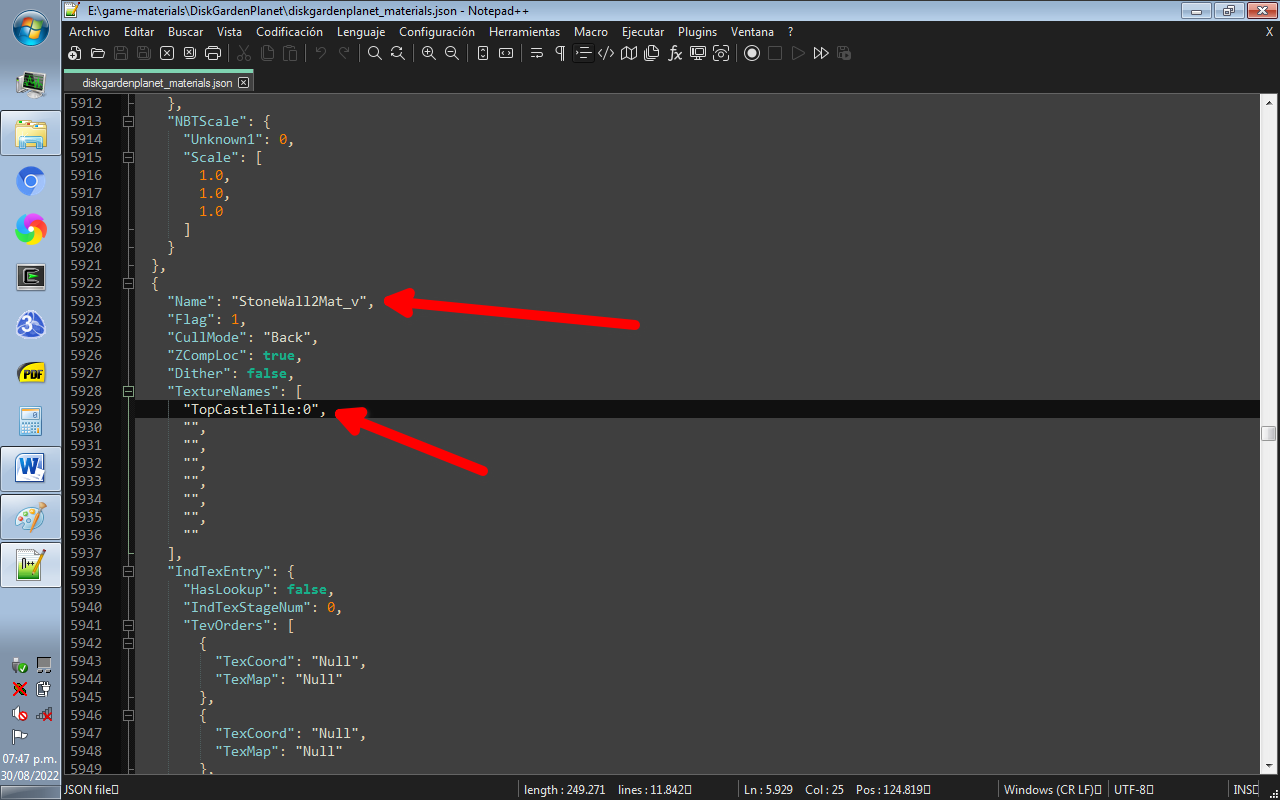 E:\game-materials\DiskGardenPlanet\diskgardenplanet_materials.json - Notepad++
Archivo Editar Buscar Vista Codificación Lenguaje Configuración Herramientas Macro Ejecutar Plugins Ventana ? X
diskgardenplanet_materials.json
5912 },
5913 "NBTScale": {
5914 "Unknown1": 0,
5915 "Scale": [
5916 1.0,
5917 1.0,
5918 1.0
5919 ]
5920 }
5921 },
5922 {
5923 "Name": "StoneWall2Mat_v",
5924 "Flag": 1,
5925 "CullMode": "Back",
5926 "ZCompLoc": true,
5927 "Dither": false,
5928 "TextureNames": [
5929 "TopCastleTile:0",
5930 "",
5931 "",
5932 "",
5933 "",
5934 "",
5935 "",
5936 ""
5937 ],
5938 "IndTexEntry": {
5939 "HasLookup": false,
5940 "IndTexStageNum": 0,
5941 "TevOrders": [
5942 {
5943 "TexCoord": "Null",
5944 "TexMap": "Null"
5945 },
5946 {
5947 "TexCoord": "Null",
5948 "TexMap": "Null"
5949 },
PDF
W
07:47 p.m.
30/08/2022
JSON file length : 249.271 lines : 11.842 Ln : 5.929 Col : 25 Pos : 124.819 Windows (CR LF) UTF-8 INS